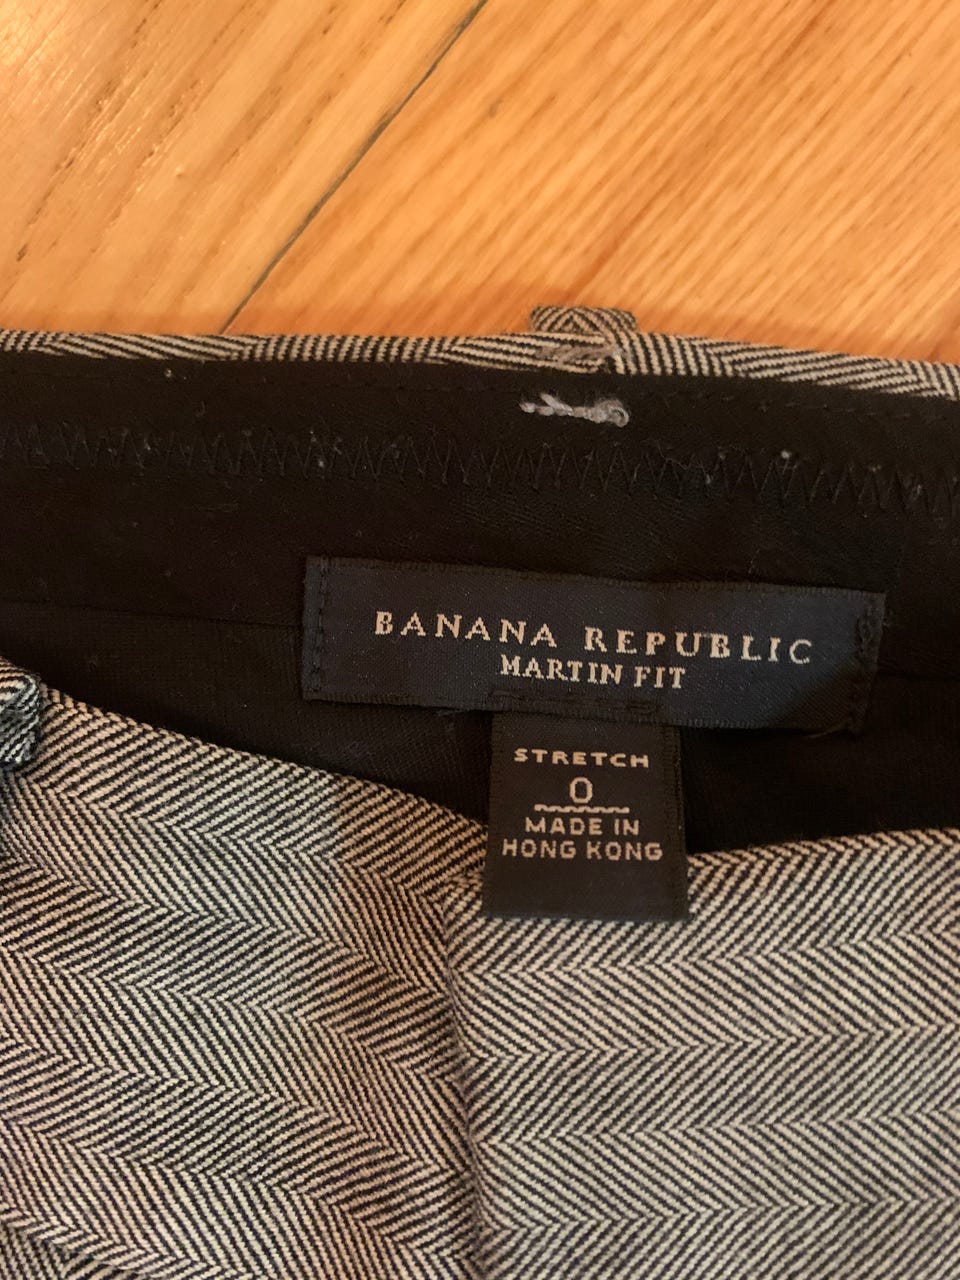 BANANA REPUBLIC
MARTIN FIT
STRETCH
0
MADE IN
HONG KONG